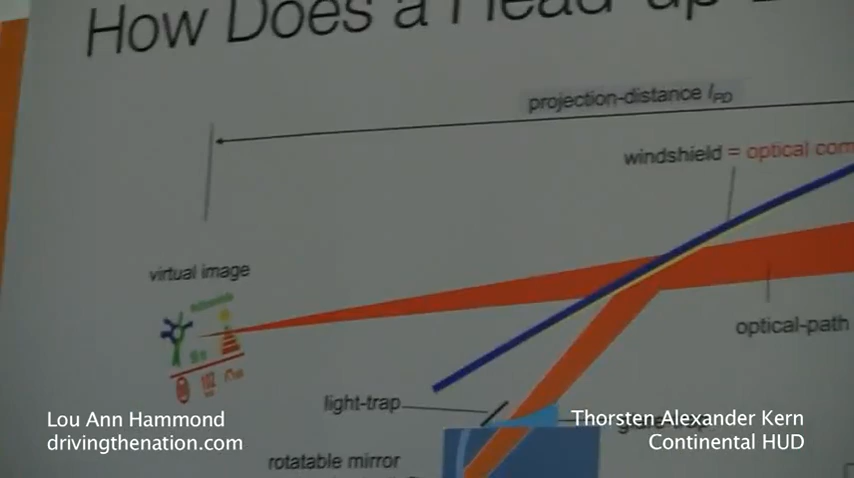 How Does a Head-up
projection-distance lPD
windshield = optical com
virtual image
optical-path
light-trap
rotatable mirror
Lou Ann Hammond
drivingthenation.com
Thorsten Alexander Kern
Continental HUD